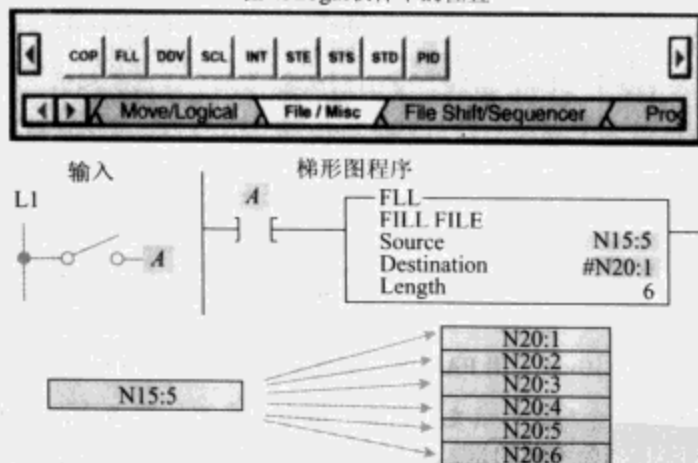 COP FLL DDV SCL INT STE STS STD PID
Move/Logical File / Misc File Shift/Sequencer
输入
梯形图程序
L1
A
A
FLL
FILL FILE
Source N15:5
Destination #N20:1
Length 6
N15:5
N20:1
N20:2
N20:3
N20:4
N20:5
N20:6